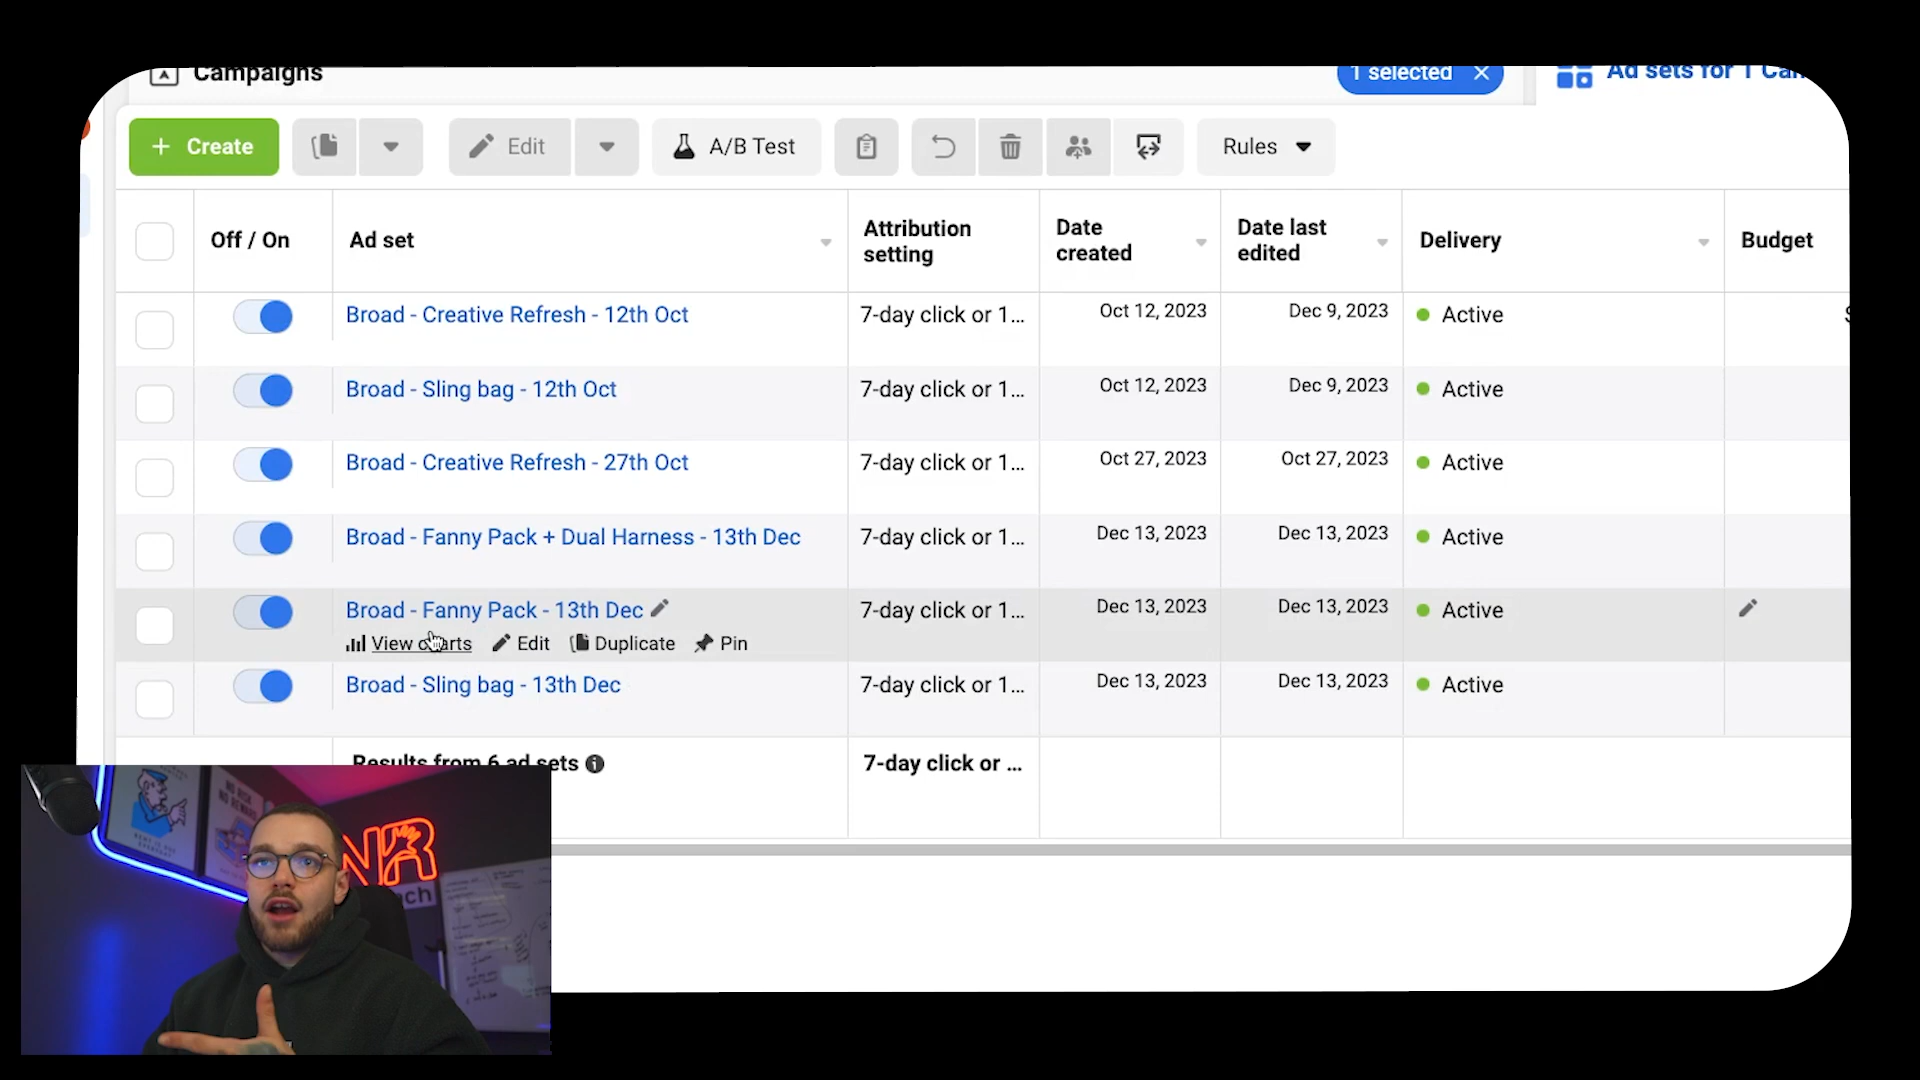 Campaigns
1 selected
Ad sets for 1 Cam
+ Create
Edit
A/B Test
Rules
Off / On
Ad set
Attribution
setting
Date
created
Date last
edited
Delivery
Budget
Broad - Creative Refresh - 12th Oct
7-day click or 1...
Oct 12, 2023
Dec 9, 2023
Active
Broad - Sling bag - 12th Oct
7-day click or 1...
Oct 12, 2023
Dec 9, 2023
Active
Broad - Creative Refresh - 27th Oct
7-day click or 1...
Oct 27, 2023
Oct 27, 2023
Active
Broad - Fanny Pack + Dual Harness - 13th Dec
7-day click or 1...
Dec 13, 2023
Dec 13, 2023
Active
Broad - Fanny Pack - 13th Dec
7-day click or 1...
Dec 13, 2023
Dec 13, 2023
Active
View charts
Edit
Duplicate
Pin
Broad - Sling bag - 13th Dec
7-day click or 1...
Dec 13, 2023
Dec 13, 2023
Active
Results from 6 ad sets
7-day click or ...
NO RISK
NO REWARD
NR
ch